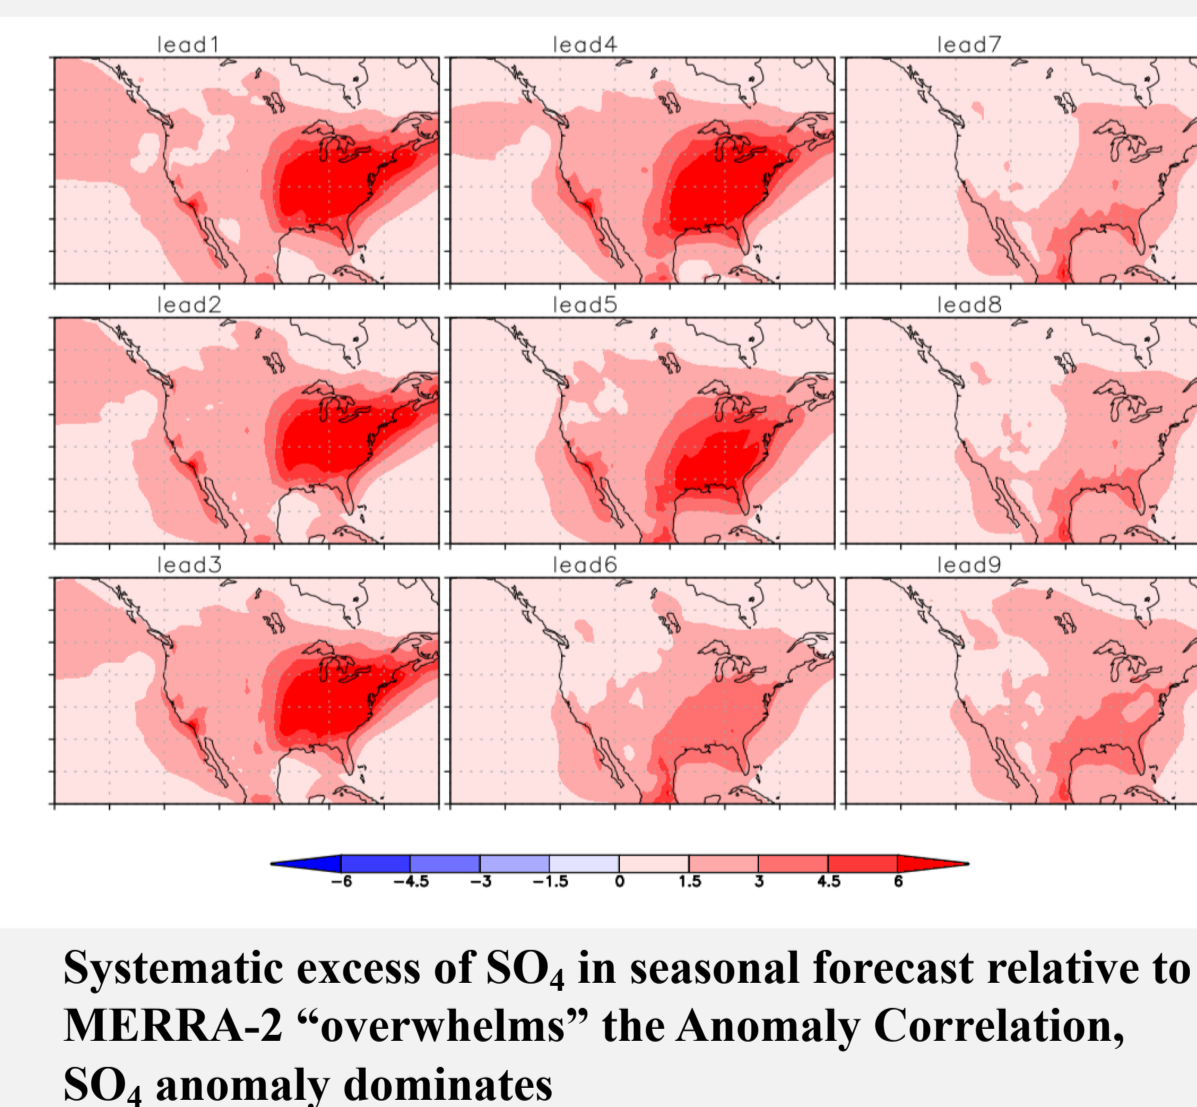 lead1 lead4 lead7
lead2 lead5 lead8
lead3 lead6 lead9
-6 -4.5 -3 -1.5 0 1.5 3 4.5 6
Systematic excess of SO₄ in seasonal forecast relative to
MERRA-2 “overwhelms” the Anomaly Correlation,
SO₄ anomaly dominates